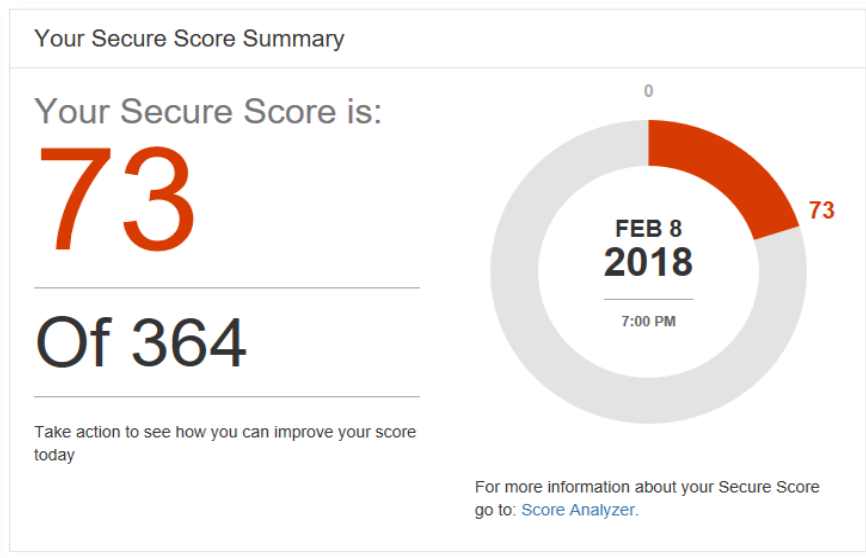 Your Secure Score Summary
Your Secure Score is:
73
Of 364
Take action to see how you can improve your score
today
0
73
FEB 8
2018
7:00 PM
For more information about your Secure Score
go to: Score Analyzer.